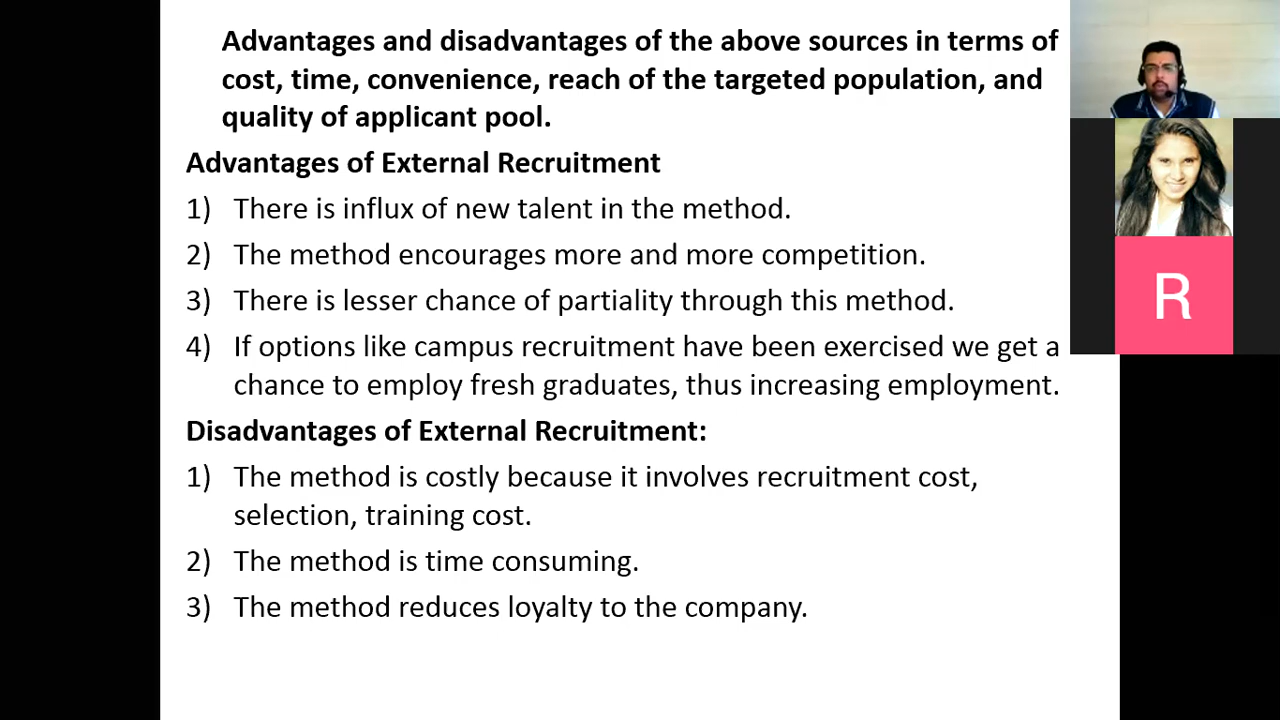 Advantages and disadvantages of the above sources in terms of
cost, time, convenience, reach of the targeted population, and
quality of applicant pool.
Advantages of External Recruitment
1) There is influx of new talent in the method.
2) The method encourages more and more competition.
3) There is lesser chance of partiality through this method.
4) If options like campus recruitment have been exercised we get a
chance to employ fresh graduates, thus increasing employment.
Disadvantages of External Recruitment:
1) The method is costly because it involves recruitment cost,
selection, training cost.
2) The method is time consuming.
3) The method reduces loyalty to the company.
R